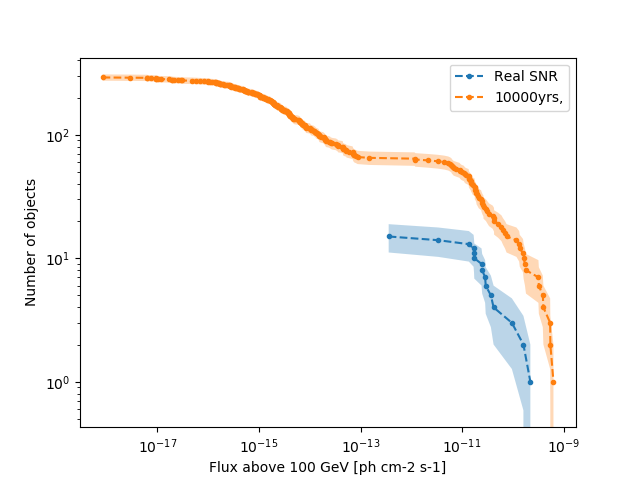 Real SNR
10000yrs,
Number of objects
10²
10¹
10⁰
10⁻¹⁷ 10⁻¹⁵ 10⁻¹³ 10⁻¹¹ 10⁻⁹
Flux above 100 GeV [ph cm-2 s-1]